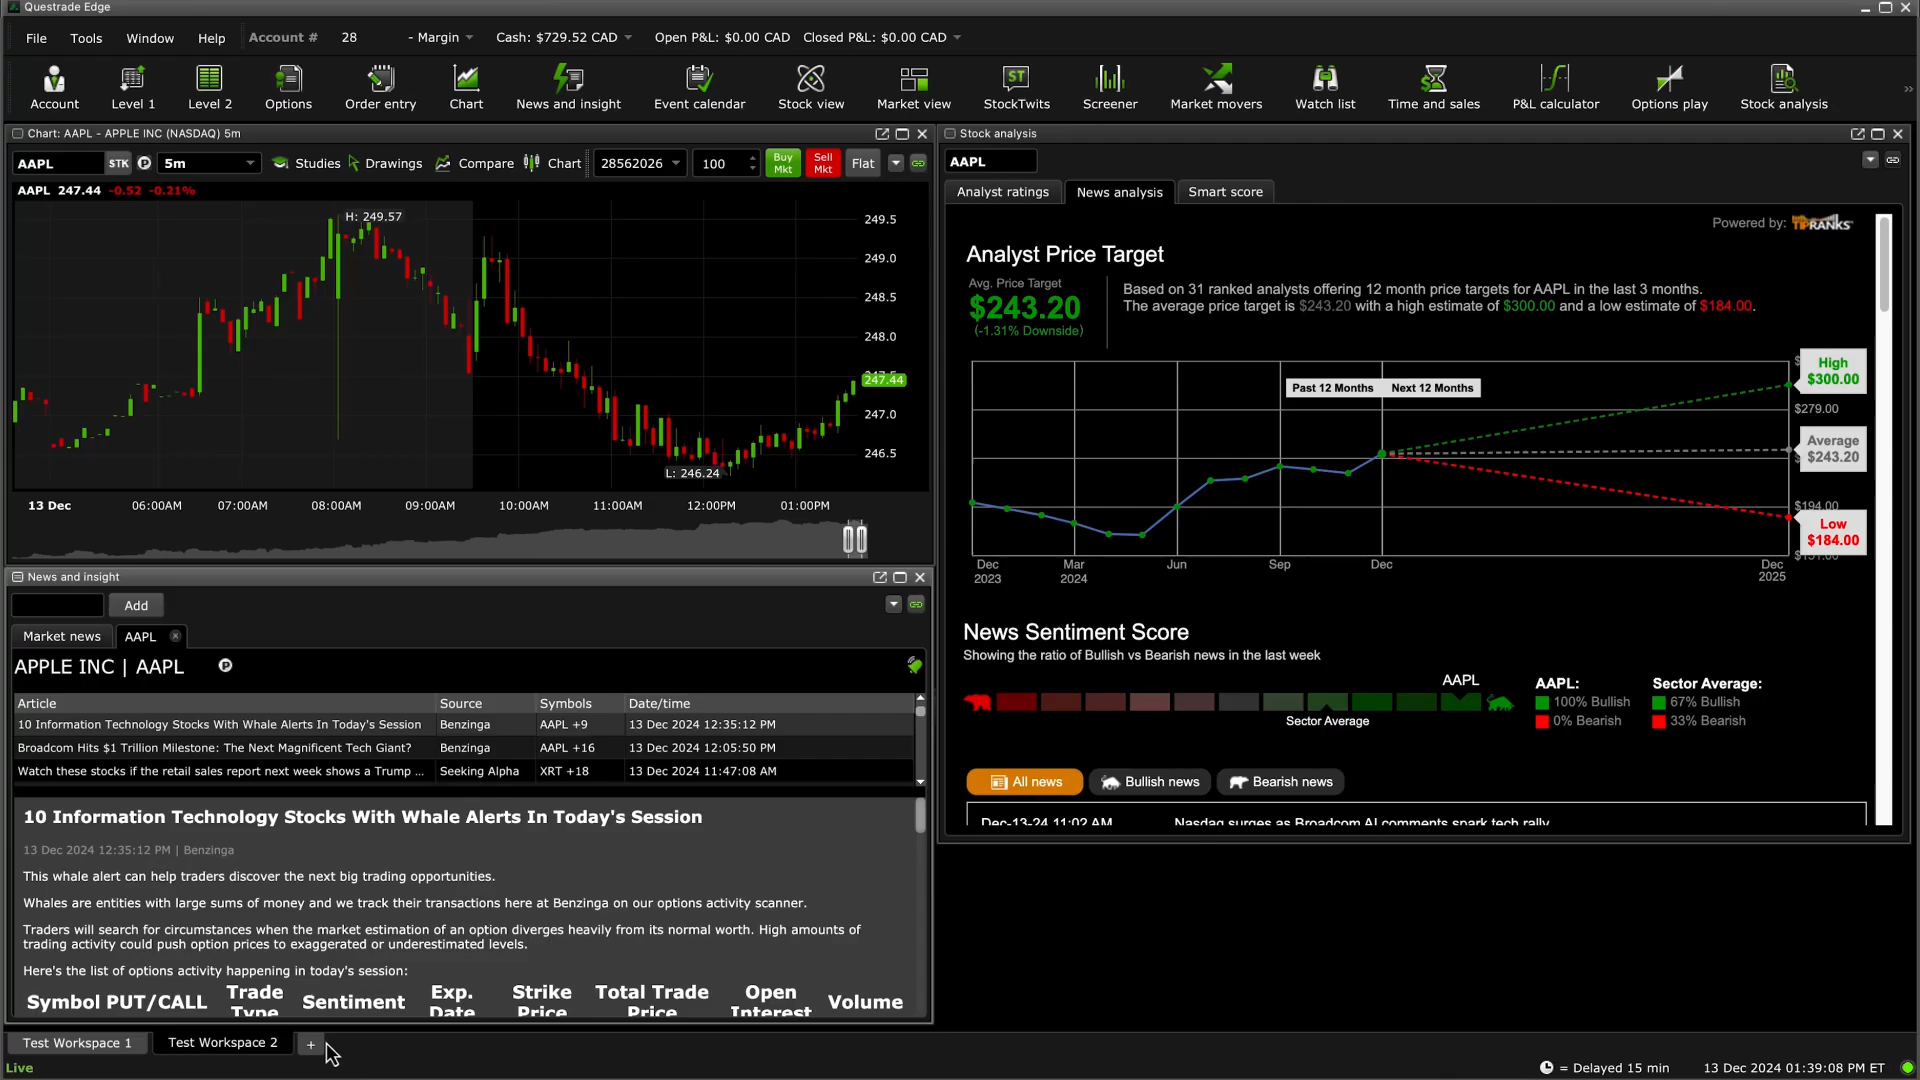 Questrade Edge
File Tools Window Help Account # 28 - Margin Cash: $729.52 CAD Open P&L: $0.00 CAD Closed P&L: $0.00 CAD
Account Level 1 Level 2 Options Order entry Chart News and insight Event calendar Stock view Market view StockTwits Screener Market movers Watch list Time and sales P&L calculator Options play Stock analysis
Chart: AAPL - APPLE INC (NASDAQ) 5m
AAPL STK P 5m Studies Drawings Compare Chart 28562026 100 Buy Mkt Sell Mkt Flat
AAPL 247.44 -0.52 -0.21%
H: 249.57
249.5
249.0
248.5
248.0
247.44
247.0
246.5
L: 246.24
13 Dec 06:00AM 07:00AM 08:00AM 09:00AM 10:00AM 11:00AM 12:00PM 01:00PM
News and insight
Add
Market news AAPL
APPLE INC | AAPL P
Article Source Symbols Date/time
10 Information Technology Stocks With Whale Alerts In Today's Session Benzinga AAPL +9 13 Dec 2024 12:35:12 PM
Broadcom Hits $1 Trillion Milestone: The Next Magnificent Tech Giant? Benzinga AAPL +16 13 Dec 2024 12:05:50 PM
Watch these stocks if the retail sales report next week shows a Trump ... Seeking Alpha XRT +18 13 Dec 2024 11:47:08 AM
10 Information Technology Stocks With Whale Alerts In Today's Session
13 Dec 2024 12:35:12 PM | Benzinga
This whale alert can help traders discover the next big trading opportunities.
Whales are entities with large sums of money and we track their transactions here at Benzinga on our options activity scanner.
Traders will search for circumstances when the market estimation of an option diverges heavily from its normal worth. High amounts of
trading activity could push option prices to exaggerated or underestimated levels.
Here's the list of options activity happening in today's session:
Symbol PUT/CALL Trade Type Sentiment Exp. Date Strike Price Total Trade Price Open Interest Volume
Stock analysis
AAPL
Analyst ratings News analysis Smart score
Powered by: TIPRANKS
Analyst Price Target
Avg. Price Target
$243.20
(-1.31% Downside)
Based on 31 ranked analysts offering 12 month price targets for AAPL in the last 3 months.
The average price target is $243.20 with a high estimate of $300.00 and a low estimate of $184.00.
Past 12 Months Next 12 Months
High
$300.00
$279.00
Average
$243.20
$194.00
Low
$184.00
Dec 2023 Mar 2024 Jun Sep Dec Dec 2025
News Sentiment Score
Showing the ratio of Bullish vs Bearish news in the last week
AAPL
Sector Average
AAPL:
100% Bullish
0% Bearish
Sector Average:
67% Bullish
33% Bearish
All news Bullish news Bearish news
Dec-13-24 11:02 AM Nasdaq surges as Broadcom AI comments spark tech rally
Test Workspace 1 Test Workspace 2 +
Live
= Delayed 15 min 13 Dec 2024 01:39:08 PM ET